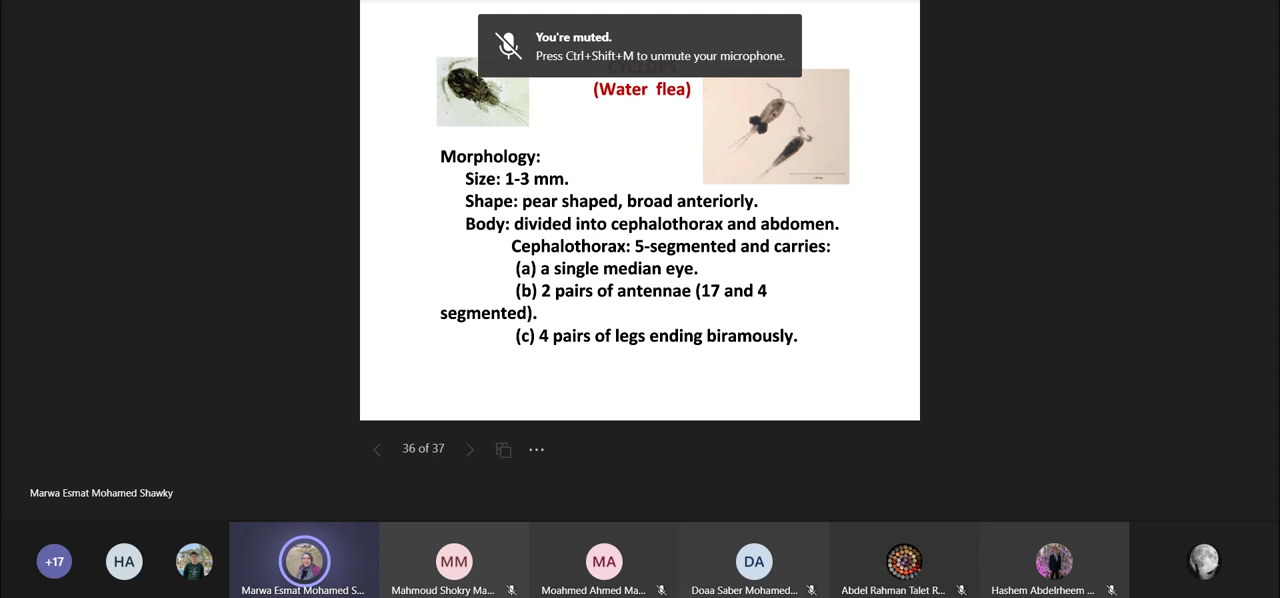 You're muted.
Press Ctrl+Shift+M to unmute your microphone.
(Water flea)
Morphology:
Size: 1-3 mm.
Shape: pear shaped, broad anteriorly.
Body: divided into cephalothorax and abdomen.
Cephalothorax: 5-segmented and carries:
(a) a single median eye.
(b) 2 pairs of antennae (17 and 4
segmented).
(c) 4 pairs of legs ending biramously.
36 of 37
Marwa Esmat Mohamed Shawky
+17
HA
MM
MA
DA
Marwa Esmat Mohamed S...
Mahmoud Shokry Ma...
Moahmed Ahmed Ma...
Doaa Saber Mohamed...
Abdel Rahman Talet R...
Hashem Abdelrheem ...